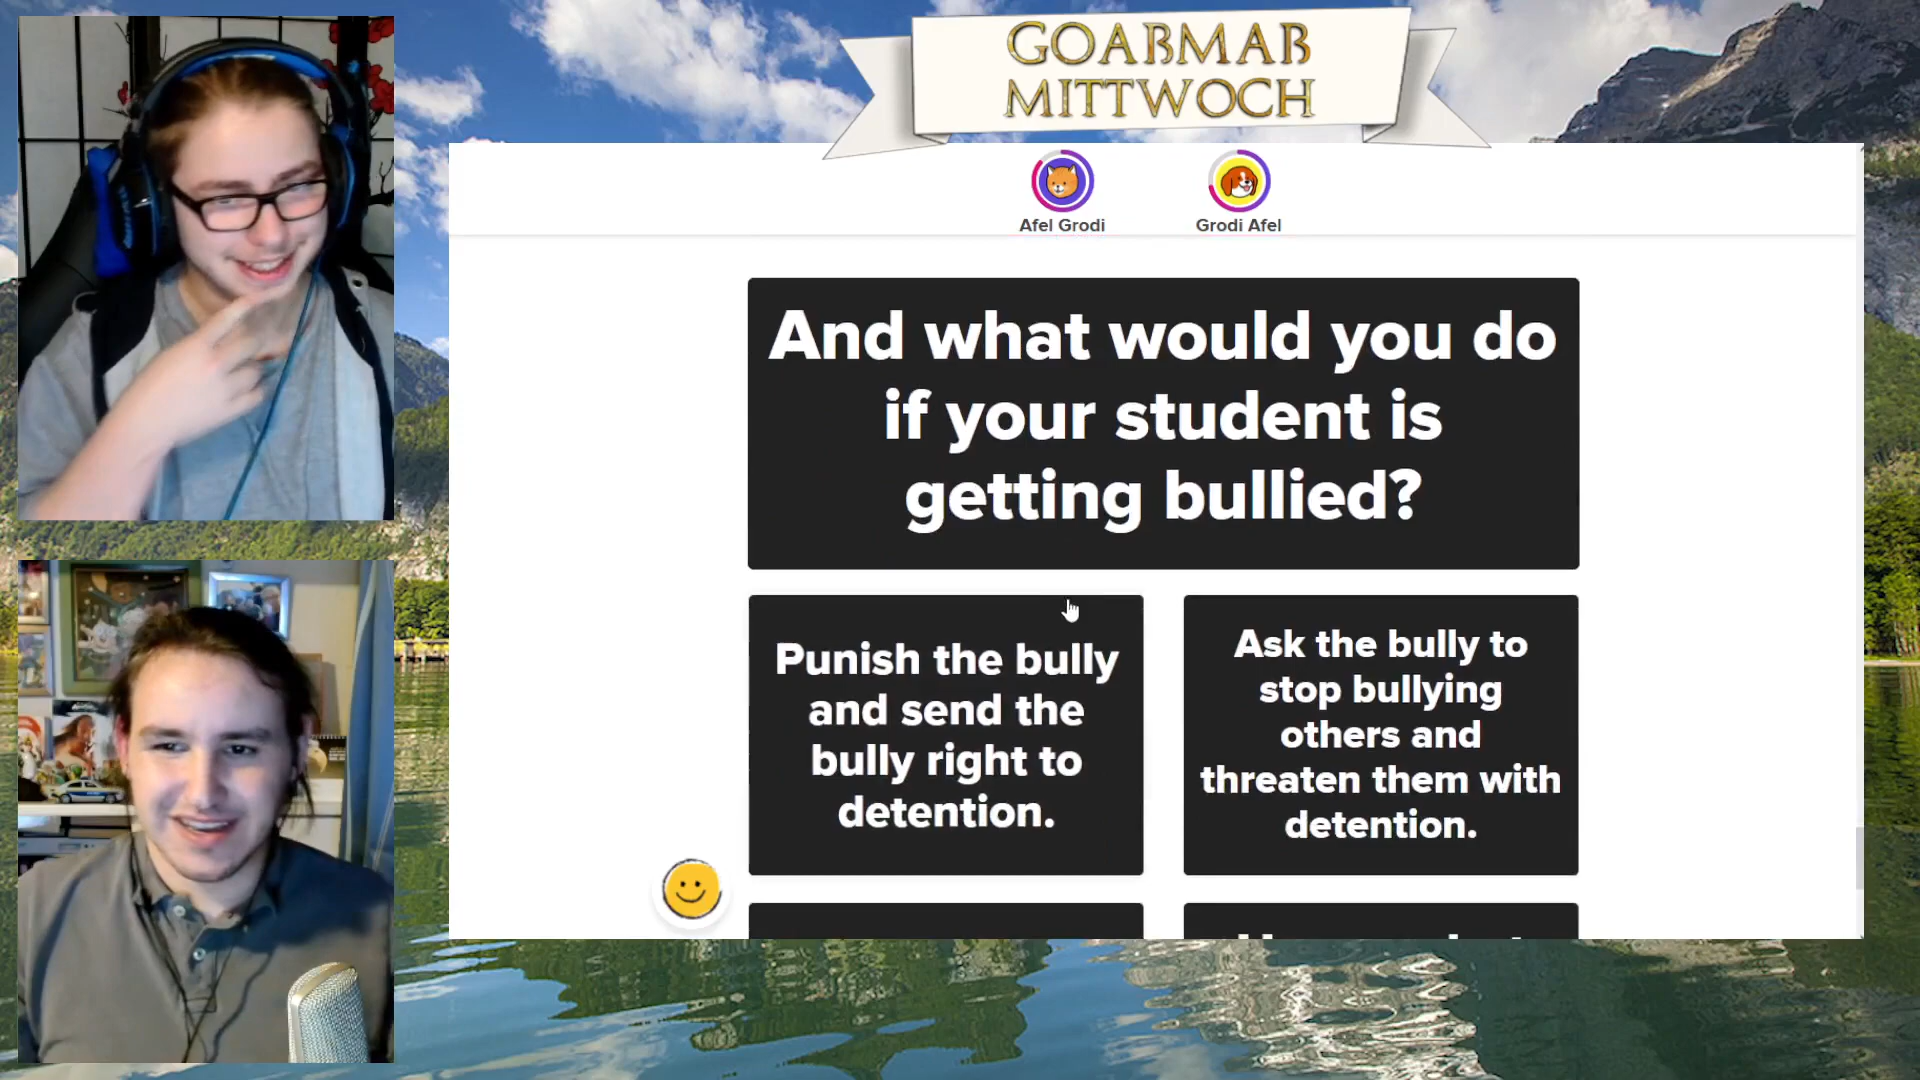 GOABMAB
MITTWOCH
Afel Grodi
Grodi Afel
And what would you do
if your student is
getting bullied?
Punish the bully
and send the
bully right to
detention.
Ask the bully to
stop bullying
others and
threaten them with
detention.